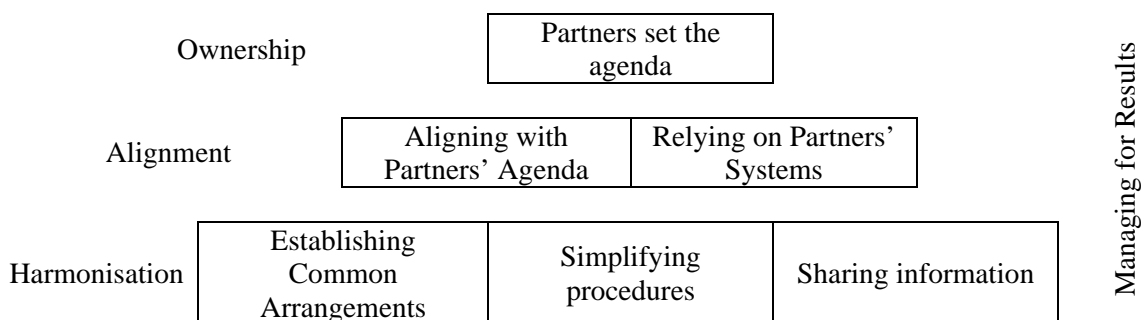 Ownership
Partners set the
agenda
Alignment
Aligning with
Partners’ Agenda
Relying on Partners’
Systems
Harmonisation
Establishing
Common
Arrangements
Simplifying
procedures
Sharing information
Managing for Results